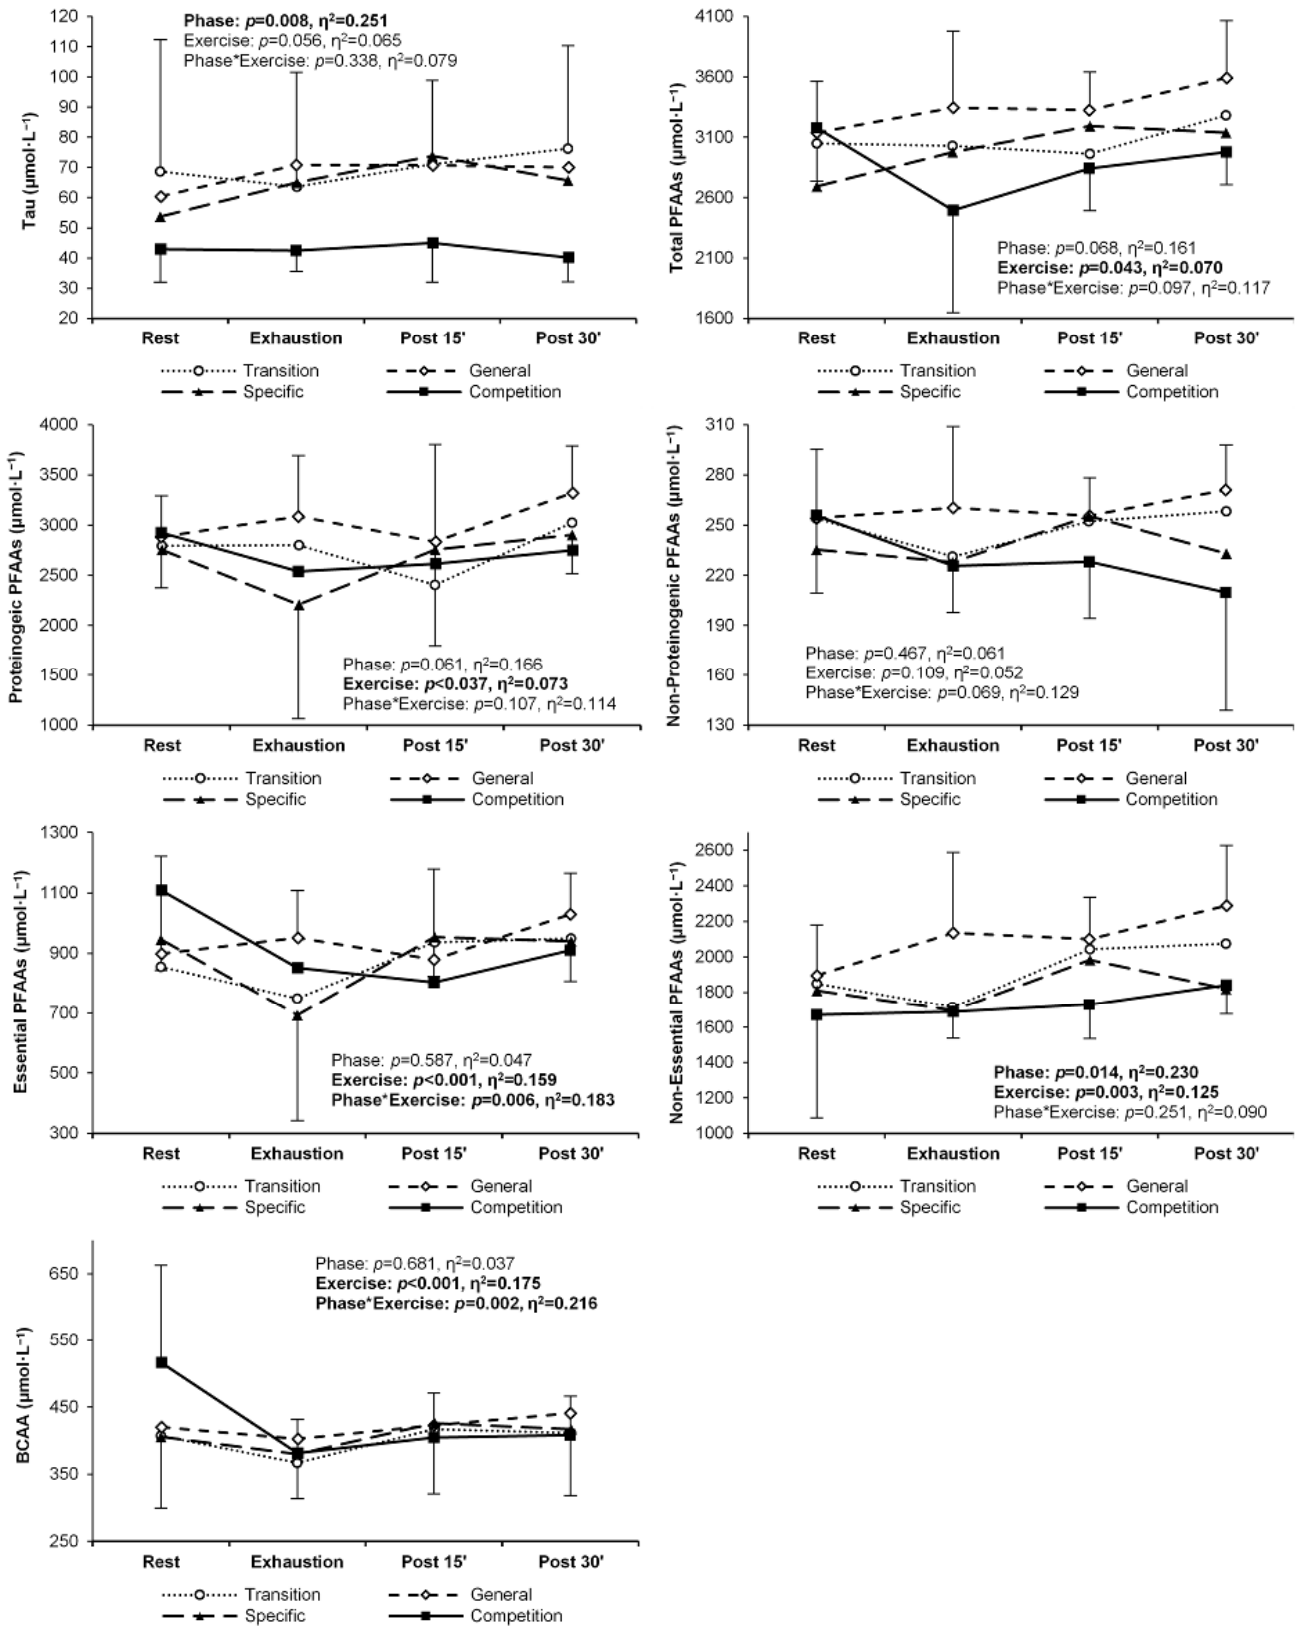 Phase: p=0.008, η²=0.251
Exercise: p=0.056, η²=0.065
Phase*Exercise: p=0.338, η²=0.079
Tau (µmol·L⁻¹)
120
110
100
90
80
70
60
50
40
30
20
Rest Exhaustion Post 15' Post 30'
Transition General
Specific Competition
Total PFAAs (µmol·L⁻¹)
4100
3600
3100
2600
2100
1600
Phase: p=0.068, η²=0.161
Exercise: p=0.043, η²=0.070
Phase*Exercise: p=0.097, η²=0.117
Rest Exhaustion Post 15' Post 30'
Transition General
Specific Competition
Proteinogeic PFAAs (µmol·L⁻¹)
4000
3500
3000
2500
2000
1500
1000
Phase: p=0.061, η²=0.166
Exercise: p<0.037, η²=0.073
Phase*Exercise: p=0.107, η²=0.114
Rest Exhaustion Post 15' Post 30'
Transition General
Specific Competition
Non-Proteinogenic PFAAs (µmol·L⁻¹)
310
280
250
220
190
160
130
Phase: p=0.467, η²=0.061
Exercise: p=0.109, η²=0.052
Phase*Exercise: p=0.069, η²=0.129
Rest Exhaustion Post 15' Post 30'
Transition General
Specific Competition
Essential PFAAs (µmol·L⁻¹)
1300
1100
900
700
500
300
Phase: p=0.587, η²=0.047
Exercise: p<0.001, η²=0.159
Phase*Exercise: p=0.006, η²=0.183
Rest Exhaustion Post 15' Post 30'
Transition General
Specific Competition
Non-Essential PFAAs (µmol·L⁻¹)
2600
2400
2200
2000
1800
1600
1400
1200
1000
Phase: p=0.014, η²=0.230
Exercise: p=0.003, η²=0.125
Phase*Exercise: p=0.251, η²=0.090
Rest Exhaustion Post 15' Post 30'
Transition General
Specific Competition
BCAA (µmol·L⁻¹)
650
550
450
350
250
Phase: p=0.681, η²=0.037
Exercise: p<0.001, η²=0.175
Phase*Exercise: p=0.002, η²=0.216
Rest Exhaustion Post 15' Post 30'
Transition General
Specific Competition